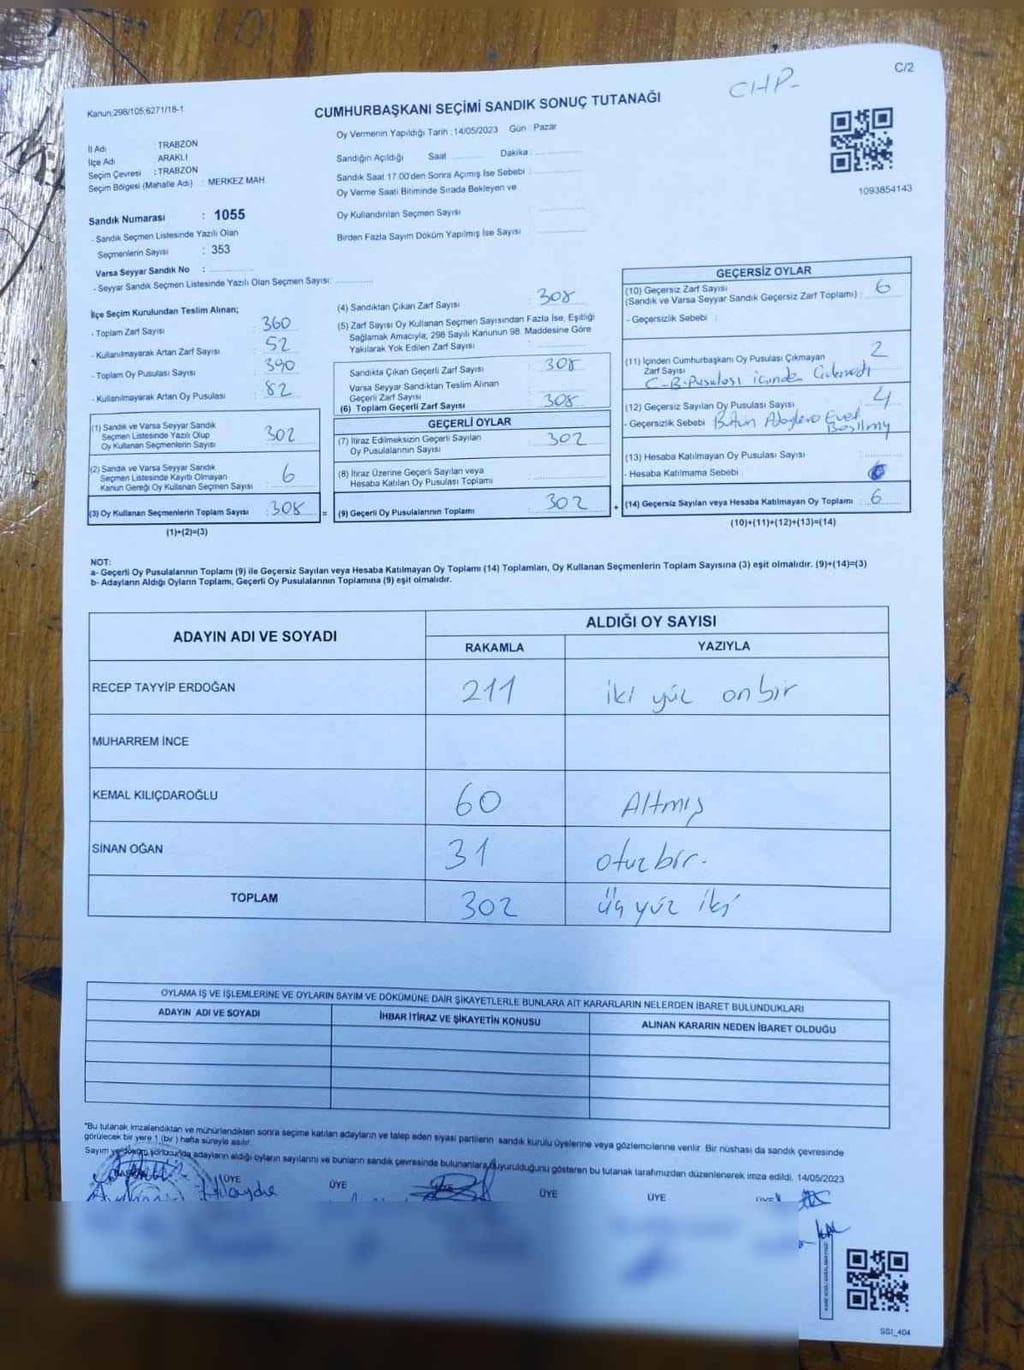 CHP-
C/2
Kanun:298/105;6271/18-1
CUMHURBAŞKANI SEÇİMİ SANDIK SONUÇ TUTANAĞI
İl Adı : TRABZON
İlçe Adı ARAKLI
Seçim Çevresi : TRABZON
Seçim Bölgesi (Mahalle Adı) : MERKEZ MAH.
Sandık Numarası : 1055
- Sandık Seçmen Listesinde Yazılı Olan
Seçmenlerin Sayısı : 353
Varsa Seyyar Sandık No :
- Seyyar Sandık Seçmen Listesinde Yazılı Olan Seçmen Sayısı:
Oy Vermenin Yapıldığı Tarih : 14/05/2023 Gün : Pazar
Sandığın Açıldığı Saat Dakika :
Sandık Saat 17.00'den Sonra Açımış İse Sebebi :
Oy Verme Saati Bitiminde Sırada Bekleyen ve
Oy Kullandırılan Seçmen Sayısı
Birden Fazla Sayım Döküm Yapılmış İse Sayısı
1093854143
İlçe Seçim Kurulundan Teslim Alınan;
- Toplam Zarf Sayısı : 360
- Kullanılmayarak Artan Zarf Sayısı : 52
- Toplam Oy Pusulası Sayısı : 390
- Kullanılmayarak Artan Oy Pusulası : 82
(1) Sandık ve Varsa Seyyar Sandık
Seçmen Listesinde Yazılı Olup
Oy Kullanan Seçmenlerin Sayısı : 302
(2) Sandık ve Varsa Seyyar Sandık
Seçmen Listesinde Kayıtlı Olmayan
Kanun Gereği Oy Kullanan Seçmen Sayısı : 6
(3) Oy Kullanan Seçmenlerin Toplam Sayısı : 308 =
(1)+(2)=(3)
(4) Sandıktan Çıkan Zarf Sayısı : 308
(5) Zarf Sayısı Oy Kullanan Seçmen Sayısından Fazla İse, Eşitliği
Sağlamak Amacıyla; 298 Sayılı Kanunun 98. Maddesine Göre
Yakılarak Yok Edilen Zarf Sayısı
Sandıkta Çıkan Geçerli Zarf Sayısı : 308
Varsa Seyyar Sandıktan Teslim Alınan
Geçerli Zarf Sayısı
(6) Toplam Geçerli Zarf Sayısı : 308
GEÇERLİ OYLAR
(7) İtiraz Edilmeksizin Geçerli Sayılan
Oy Pusulalarının Sayısı : 302
(8) İtiraz Üzerine Geçerli Sayılan veya
Hesaba Katılan Oy Pusulası Toplamı
(9) Geçerli Oy Pusulalarının Toplamı : 302 +
GEÇERSİZ OYLAR
(10) Geçersiz Zarf Sayısı
(Sandık ve Varsa Seyyar Sandık Geçersiz Zarf Toplamı) : 6
- Geçersizlik Sebebi :
(11) İçinden Cumhurbaşkanı Oy Pusulası Çıkmayan
Zarf Sayısı 2
C-B-Pusulası içinden Çıkmadı
(12) Geçersiz Sayılan Oy Pusulası Sayısı 4
- Geçersizlik Sebebi Bütün Adaylara Evet
Basılmış
(13) Hesaba Katılmayan Oy Pusulası Sayısı
- Hesaba Katılmama Sebebi
(14) Geçersiz Sayılan veya Hesaba Katılmayan Oy Toplamı : 6
(10)+(11)+(12)+(13)=(14)
NOT:
a- Geçerli Oy Pusulalarının Toplamı (9) ile Geçersiz Sayılan veya Hesaba Katılmayan Oy Toplamı (14) Toplamları, Oy Kullanan Seçmenlerin Toplam Sayısına (3) eşit olmalıdır. (9)+(14)=(3)
b- Adayların Aldığı Oyların Toplamı, Geçerli Oy Pusulalarının Toplamına (9) eşit olmalıdır.
ADAYIN ADI VE SOYADI ALDIĞI OY SAYISI
RAKAMLA YAZIYLA
RECEP TAYYİP ERDOĞAN 211 iki yüz onbir
MUHARREM İNCE
KEMAL KILIÇDAROĞLU 60 Altmış
SİNAN OĞAN 31 otuzbir.
TOPLAM 302 üç yüz iki
OYLAMA İŞ VE İŞLEMLERİNE VE OYLARIN SAYIM VE DÖKÜMÜNE DAİR ŞİKAYETLERLE BUNLARA AİT KARARLARIN NELERDEN İBARET BULUNDUKLARI
ADAYIN ADI VE SOYADI İHBAR İTİRAZ VE ŞİKAYETİN KONUSU ALINAN KARARIN NEDEN İBARET OLDUĞU
"Bu tutanak imzalandıktan ve mühürlendikten sonra seçime katılan adayların ve talep eden siyasi partilerin sandık kurulu üyelerine veya gözlemcilerine verilir. Bir nüshası da sandık çevresinde
görülecek bir yere 1 (bir) hafta süreyle asılır.
Sayım ve döküm sonucunda adayların aldığı oyların sayılarını ve bunların sandık çevresinde bulunanlara duyurulduğunu gösteren bu tutanak tarafımızdan düzenlenerek imza edildi. 14/05/2023
ÜYE ÜYE ÜYE ÜYE ÜYE
SSİ_404